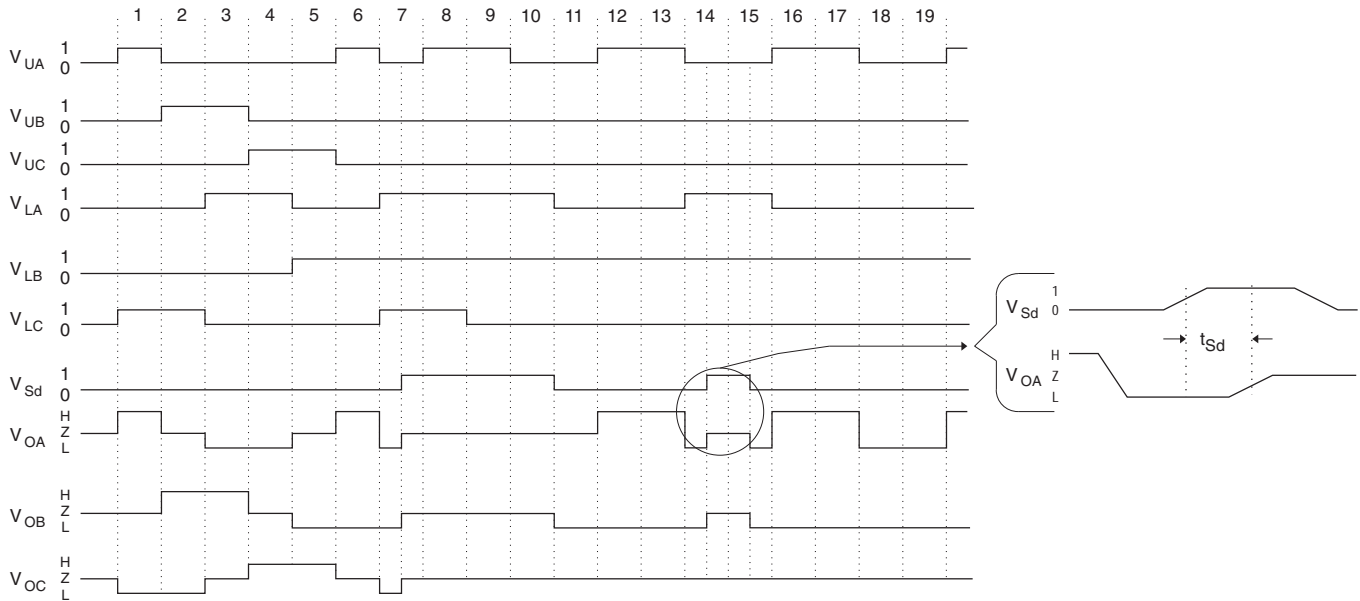 1 2 3 4 5 6 7 8 9 10 11 12 13 14 15 16 17 18 19
V UA 1 0
V UB 1 0
V UC 1 0
V LA 1 0
V LB 1 0
V LC 1 0
V Sd 1 0
V OA H Z L
V OB H Z L
V OC H Z L
V Sd 1 0
t Sd
V OA H Z L